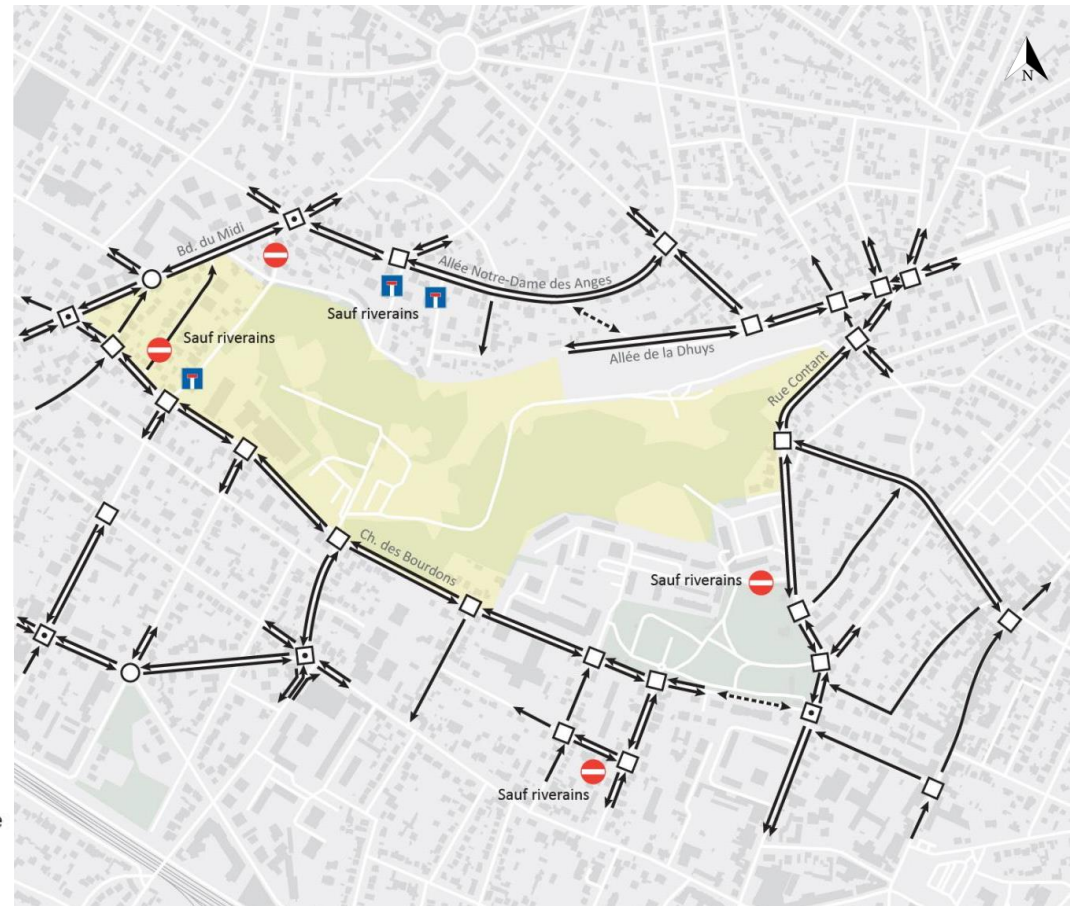 N
Bd. du Midi
Allée Notre-Dame des Anges
Sauf riverains
Sauf riverains
Allée de la Dhuys
Rue Contant
Ch. des Bourdons
Sauf riverains
Sauf riverains
e